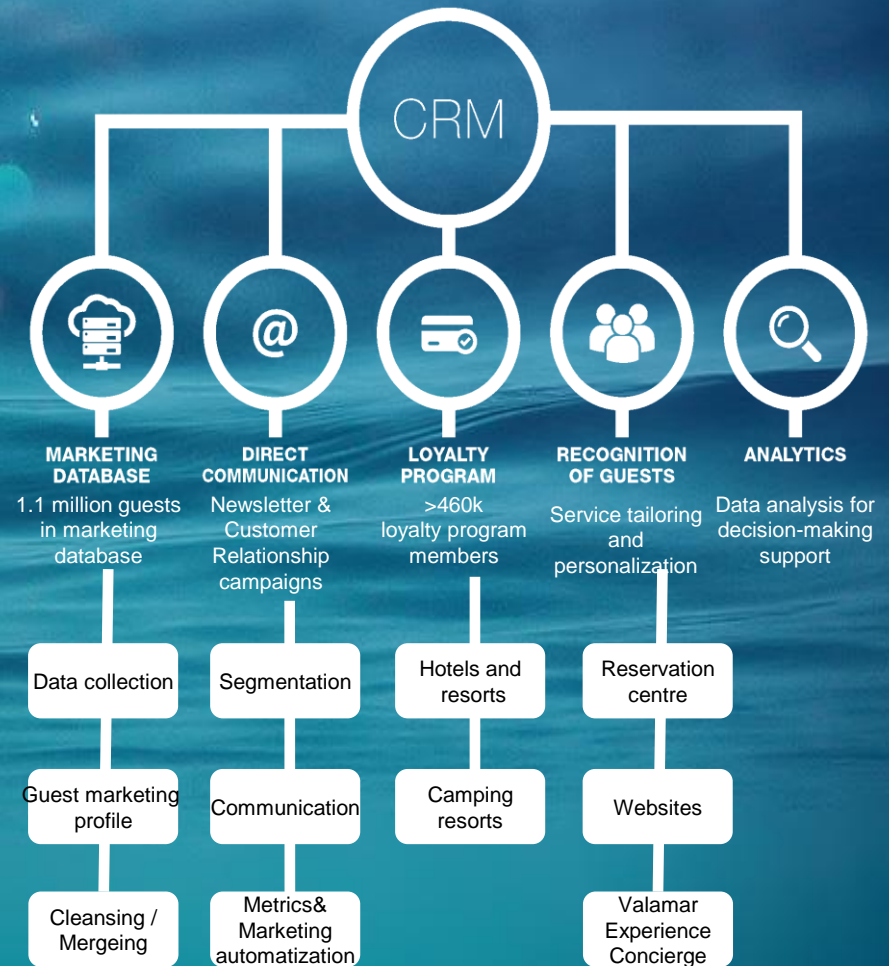 CRM
@
MARKETING
DATABASE
1.1 million guests
in marketing
database
Data collection
Guest marketing
profile
Cleansing /
Mergeing
DIRECT
COMMUNICATION
Newsletter &
Customer
Relationship
campaigns
Segmentation
Communication
Metrics&
Marketing
automatization
LOYALTY
PROGRAM
>460k
loyalty program
members
Hotels and
resorts
Camping
resorts
RECOGNITION
OF GUESTS
Service tailoring
and
personalization
Reservation
centre
Websites
Valamar
Experience
Concierge
ANALYTICS
Data analysis for
decision-making
support